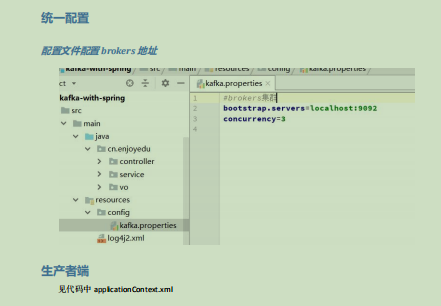 统一配置
配置文件配置 brokers 地址
kafka-with-spring src main resources config kafka.properties
ct
kafka.properties
kafka-with-spring
src
main
java
cn.enjoyedu
controller
service
vo
resources
config
kafka.properties
log4j2.xml
1 #brokers集群
2 bootstrap.servers=localhost:9092
3 concurrency=3
4
生产者端
见代码中 applicationContext.xml